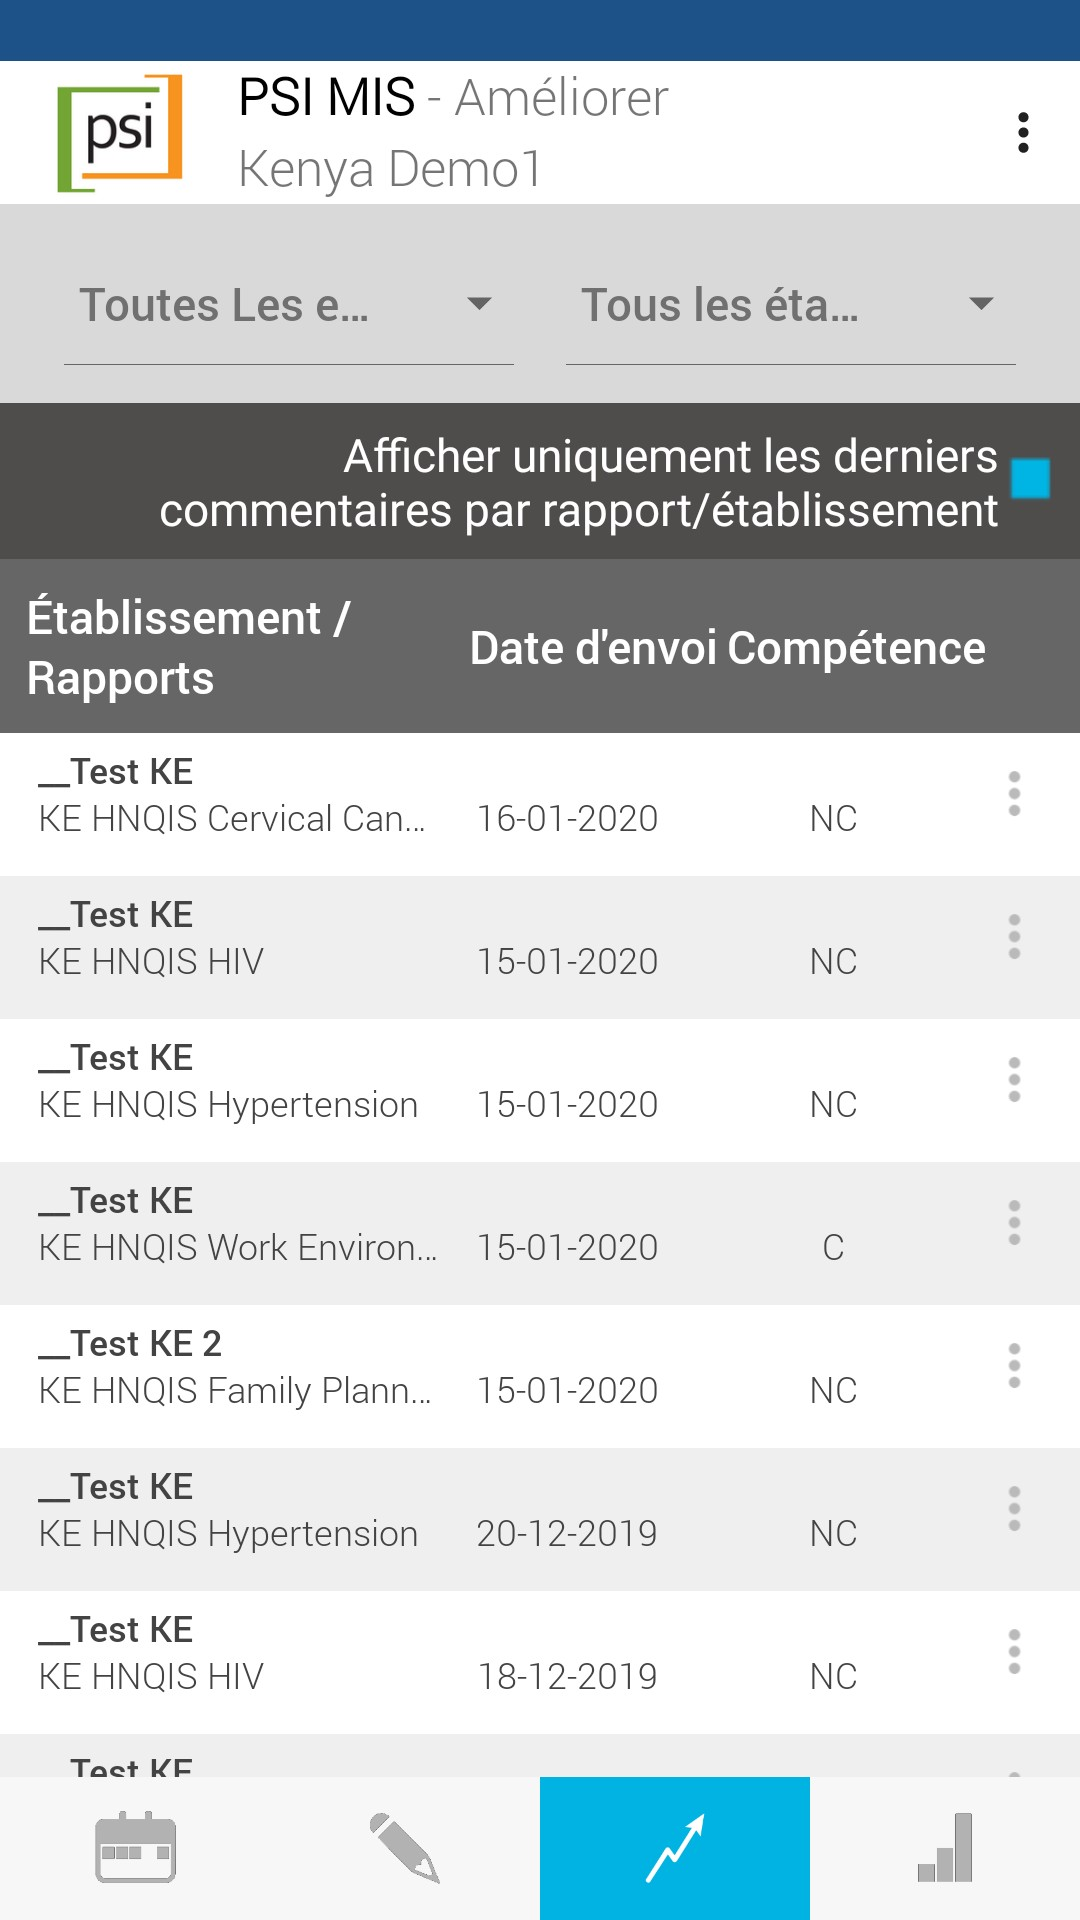 psi
PSI MIS - Améliorer
Kenya Demo1
Toutes Les e...
Tous les éta...
Afficher uniquement les derniers
commentaires par rapport/établissement
Établissement /
Rapports
Date d'envoi
Compétence
__Test KE
KE HNQIS Cervical Can...
16-01-2020
NC
__Test KE
KE HNQIS HIV
15-01-2020
NC
__Test KE
KE HNQIS Hypertension
15-01-2020
NC
__Test KE
KE HNQIS Work Environ...
15-01-2020
C
__Test KE 2
KE HNQIS Family Plann...
15-01-2020
NC
__Test KE
KE HNQIS Hypertension
20-12-2019
NC
__Test KE
KE HNQIS HIV
18-12-2019
NC
Test KE